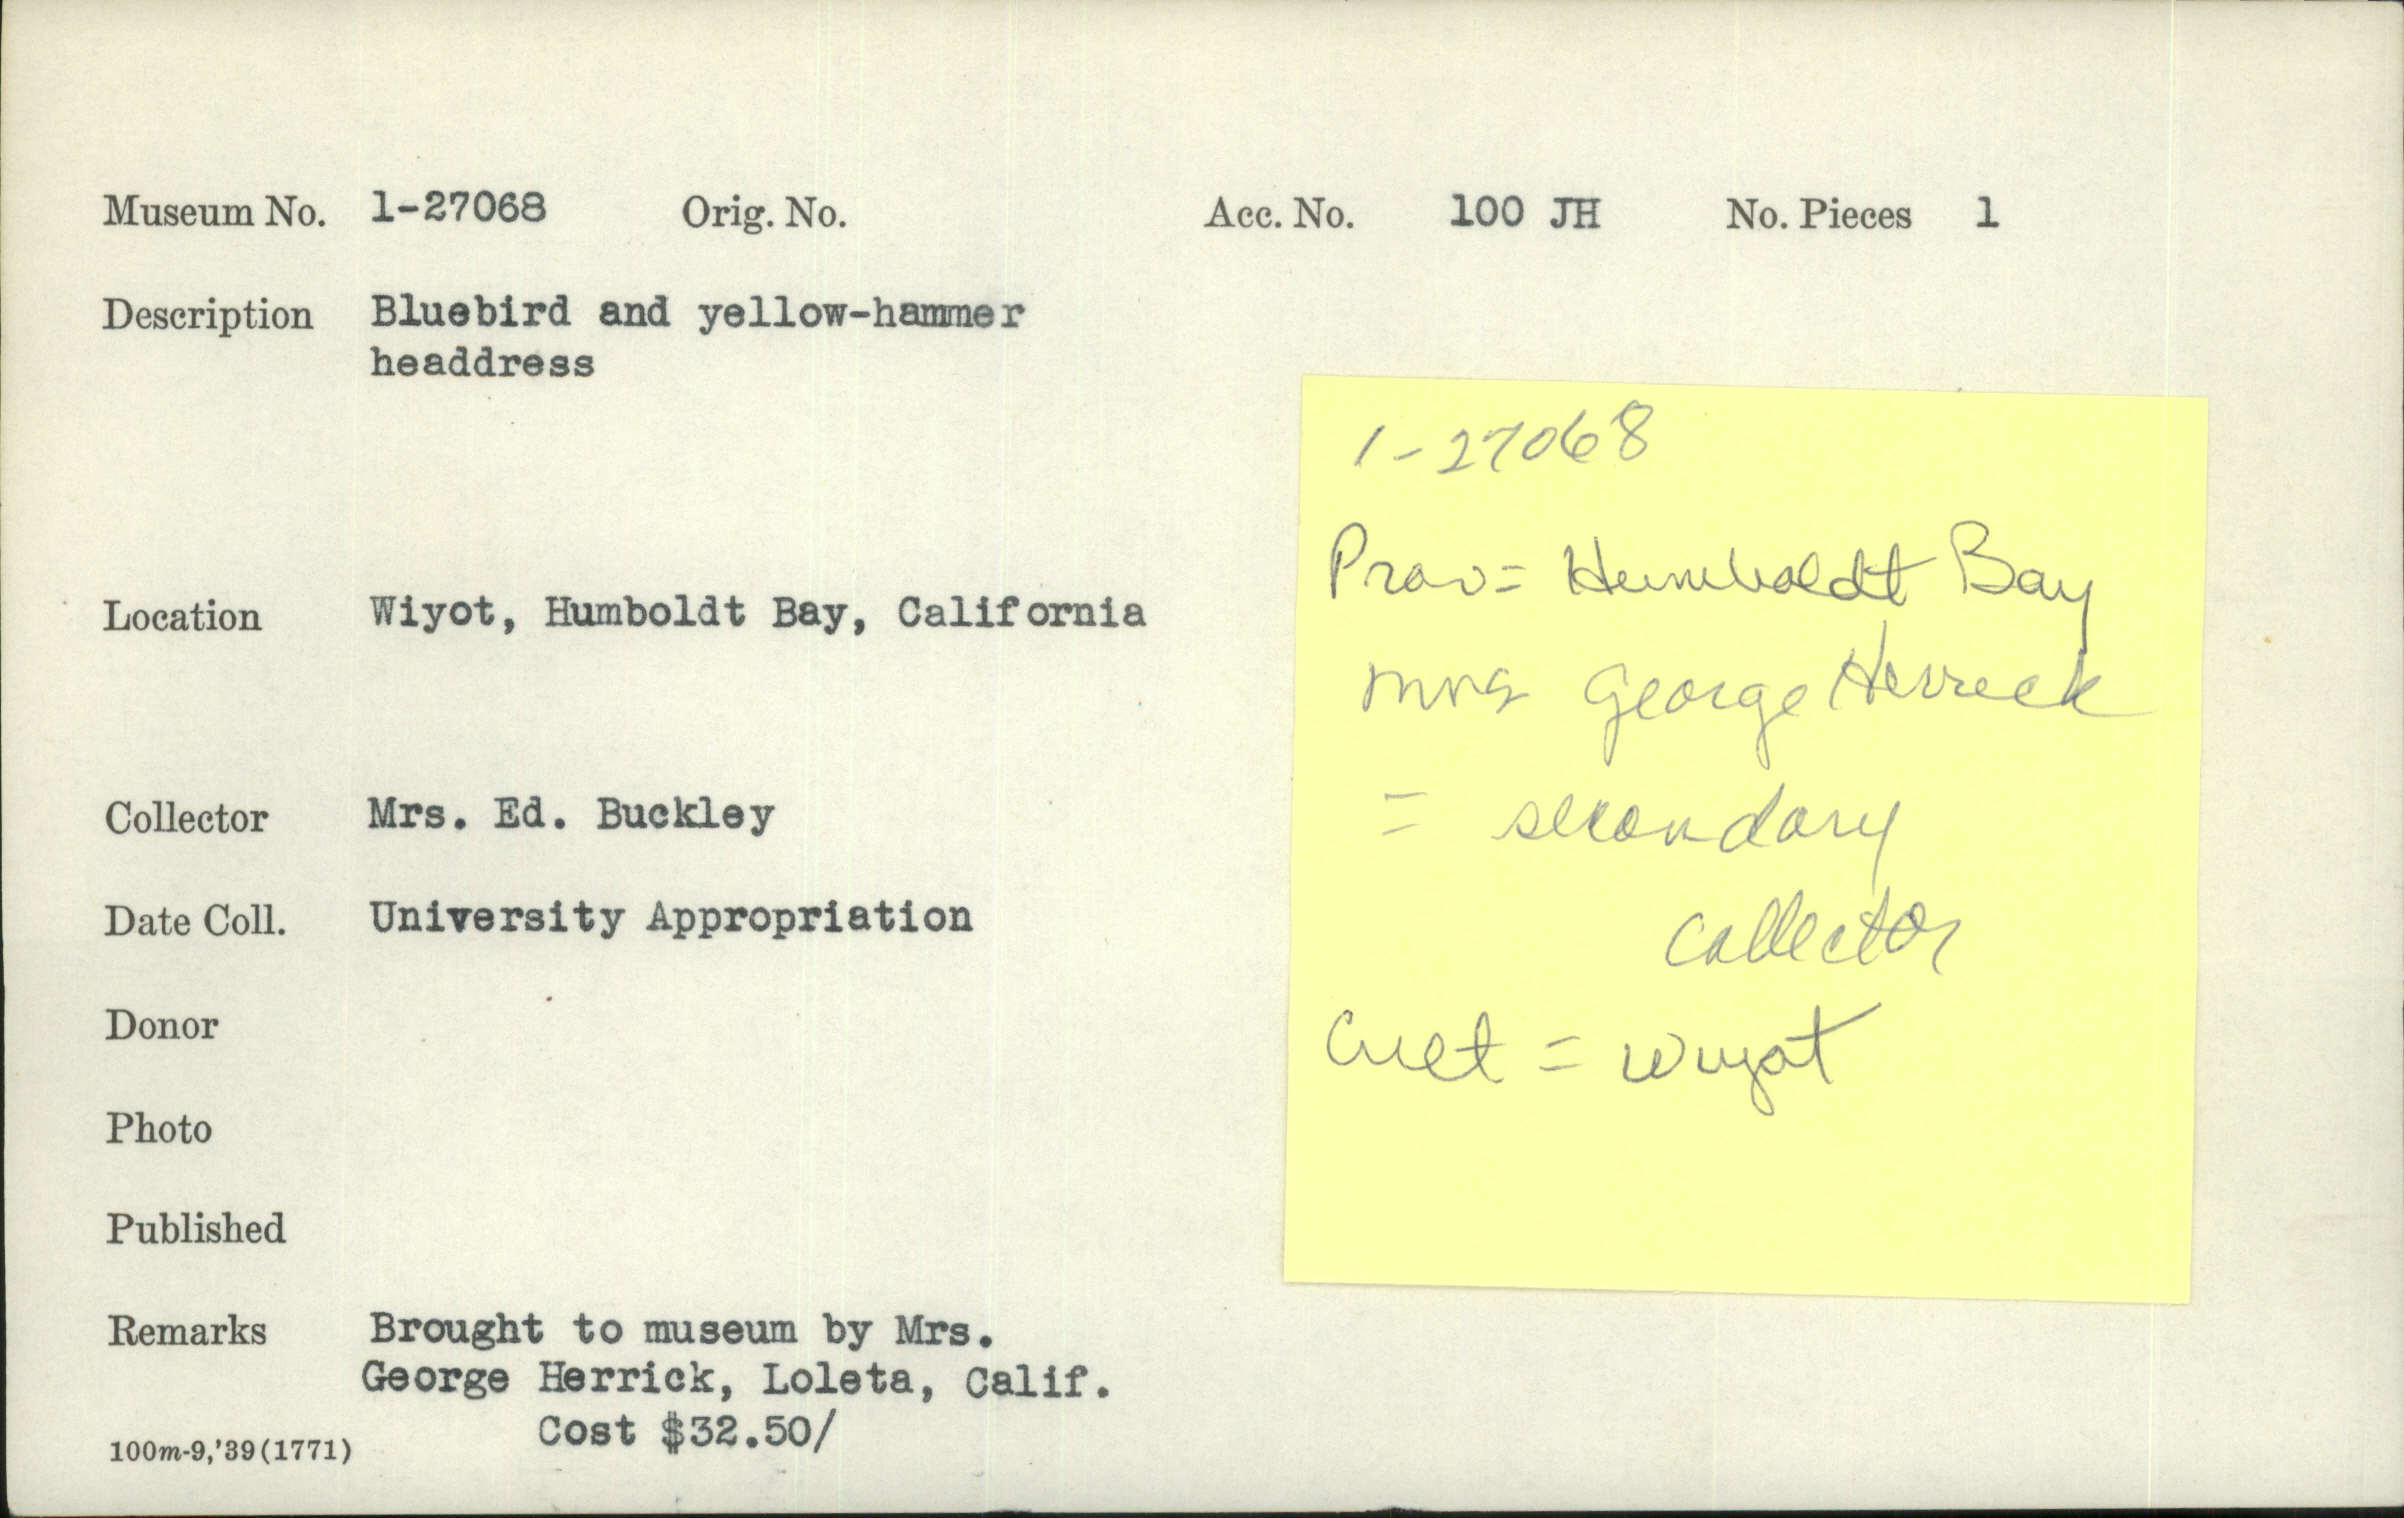 Museum No. 1-27068 Orig. No. Acc. No. 100 JH No. Pieces 1
Description Bluebird and yellow-hammer
headdress
Location Wiyot, Humboldt Bay, California
Collector Mrs. Ed. Buckley
Date Coll. University Appropriation
Donor
Photo
Published
Remarks Brought to museum by Mrs.
George Herrick, Loleta, Calif.
Cost $32.50/
100m-9,'39(1771)
1-27068
Prov= Humboldt Bay
Mrs George Herrick
= secondary
collector
Cult = Wiyot